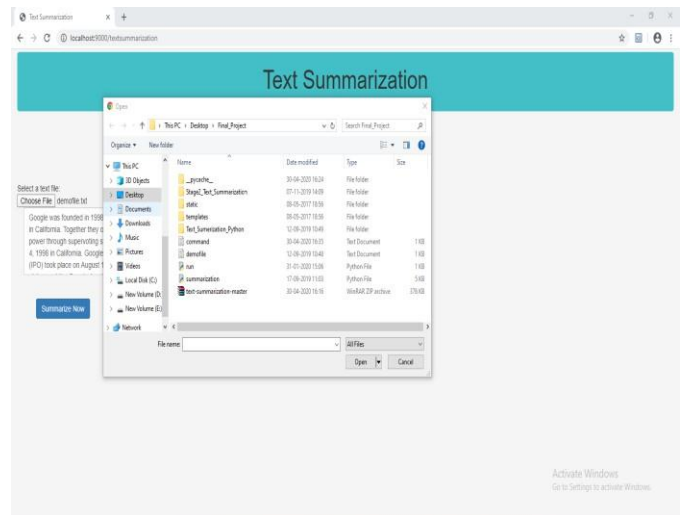 Text Summarization
localhost:9000/textsummarization
Text Summarization
Open
This PC › Desktop › Final_Project
Search Final_Project
Organize New folder
Name Date modified Type Size
This PC
3D Objects
Desktop
Documents
Downloads
Music
Pictures
Videos
Local Disk (C:)
New Volume (D:
New Volume (E:)
Network
__pycache__ 30-04-2020 16:24 File folder
Stage2_Text_Summarization 07-11-2019 14:09 File folder
static 08-05-2017 18:56 File folder
templates 08-05-2017 18:56 File folder
Text_Sumerization_Python 12-09-2019 10:46 File folder
command 30-04-2020 16:33 Text Document 1 KB
demofile 12-09-2019 10:48 Text Document 1 KB
run 31-01-2020 15:06 Python File 1 KB
summarization 17-09-2019 11:03 Python File 3 KB
text-summarization-master 30-04-2020 16:16 WinRAR ZIP archive 378 KB
File name: All Files
Open Cancel
Select a text file:
Choose File demofile.txt
Google was founded in 1998
in California. Together they
power through supervoting s
4, 1998 in California. Google
(IPO) took place on August 1
Summarize Now
Activate Windows
Go to Settings to activate Windows.